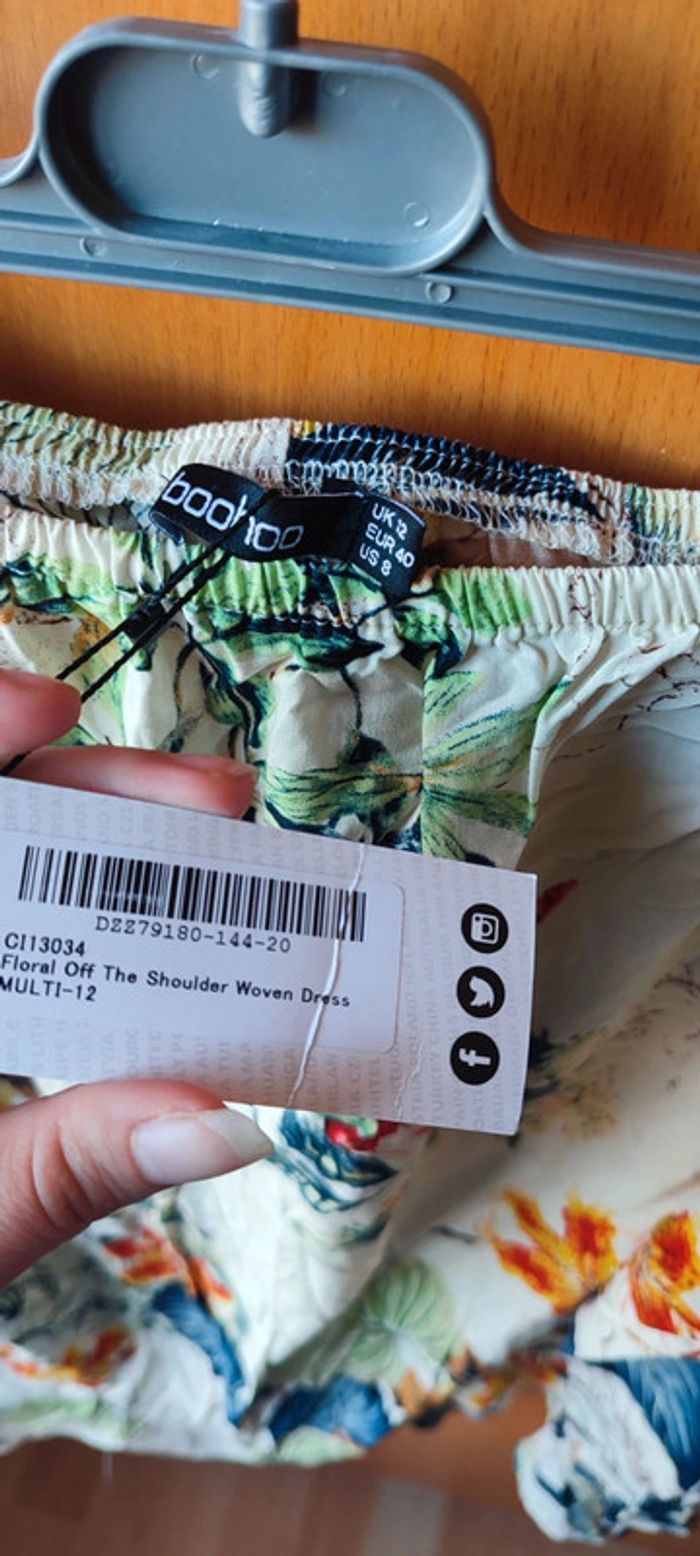 boohoo
UK 12
EUR 40
US 8
DZZ79180-144-20
CI13034
Floral Off The Shoulder Woven Dress
MULTI-12